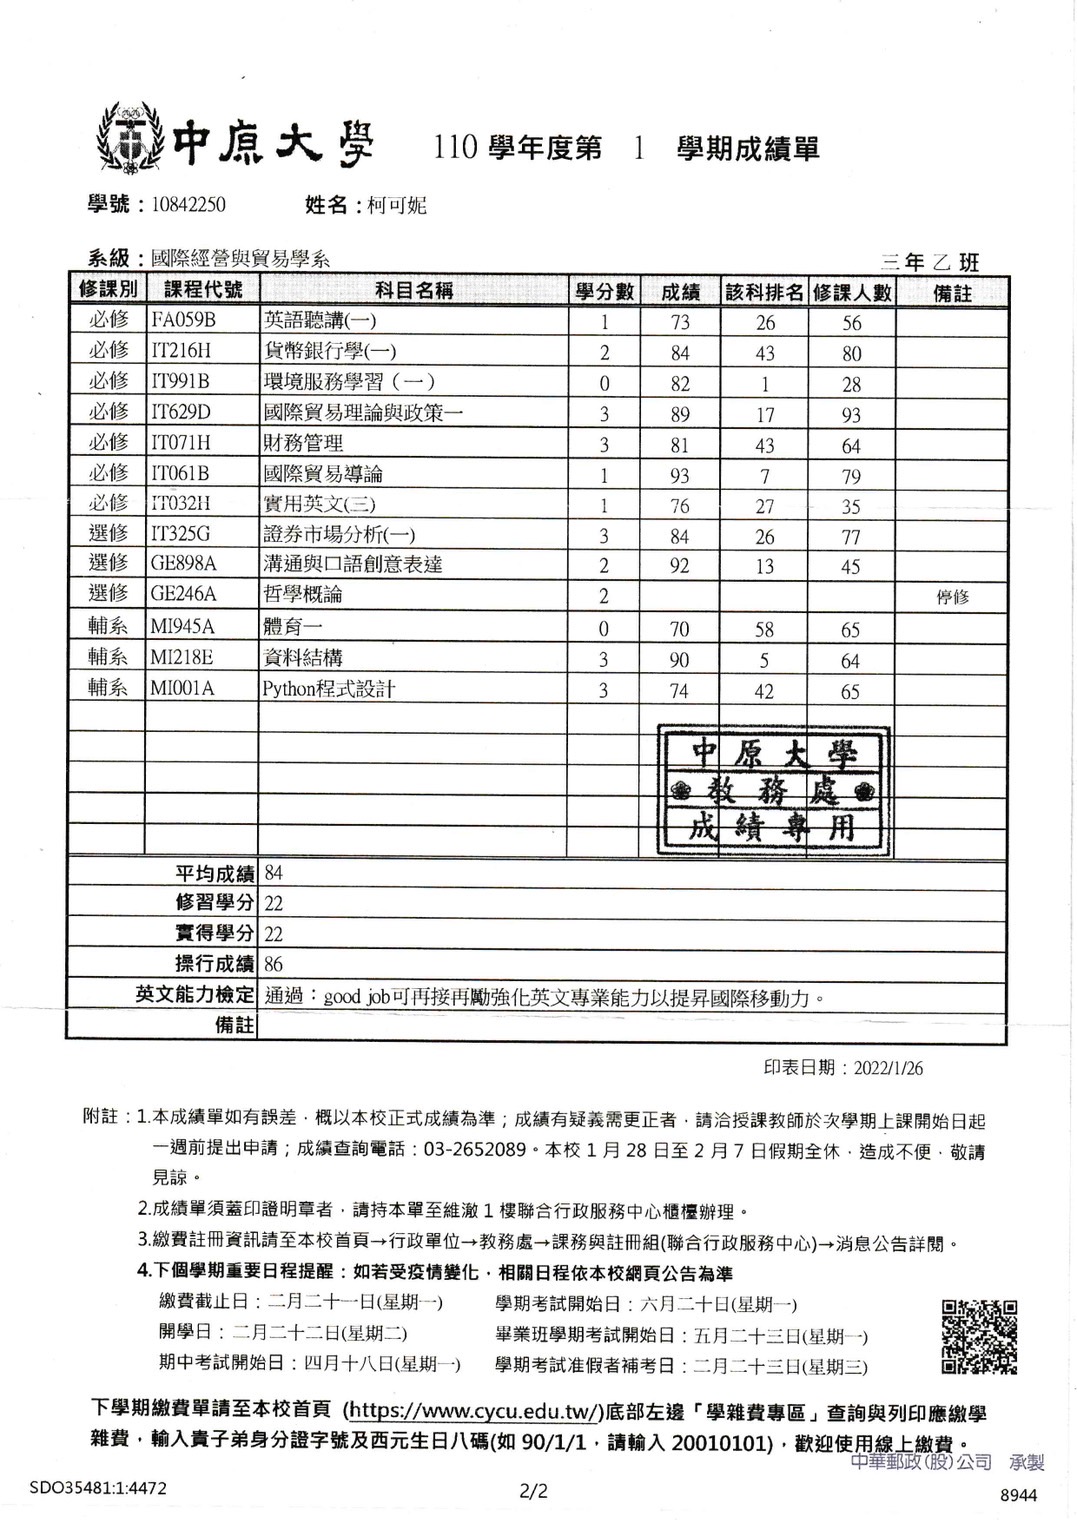 中原大學 110 學年度第 1 學期成績單
學號：10842250 姓名：柯可妮
系級：國際經營與貿易學系 三年乙班
修課別 課程代號 科目名稱 學分數 成績 該科排名 修課人數 備註
必修 FA059B 英語聽講(一) 1 73 26 56
必修 IT216H 貨幣銀行學(一) 2 84 43 80
必修 IT991B 環境服務學習（一） 0 82 1 28
必修 IT629D 國際貿易理論與政策一 3 89 17 93
必修 IT071H 財務管理 3 81 43 64
必修 IT061B 國際貿易導論 1 93 7 79
必修 IT032H 實用英文(三) 1 76 27 35
選修 IT325G 證券市場分析(一) 3 84 26 77
選修 GE898A 溝通與口語創意表達 2 92 13 45
選修 GE246A 哲學概論 2 停修
輔系 MI945A 體育一 0 70 58 65
輔系 MI218E 資料結構 3 90 5 64
輔系 MI001A Python程式設計 3 74 42 65
中原大學
教務處
成績專用
平均成績 84
修習學分 22
實得學分 22
操行成績 86
英文能力檢定 通過：good job可再接再勵強化英文專業能力以提昇國際移動力。
備註
印表日期：2022/1/26
附註：1.本成績單如有誤差，概以本校正式成績為準；成績有疑義需更正者，請洽授課教師於次學期上課開始日起
一週前提出申請；成績查詢電話：03-2652089。本校 1 月 28 日至 2 月 7 日假期全休，造成不便，敬請
見諒。
2.成績單須蓋印證明章者，請持本單至維澈 1 樓聯合行政服務中心櫃檯辦理。
3.繳費註冊資訊請至本校首頁→行政單位→教務處→課務與註冊組(聯合行政服務中心)→消息公告詳閱。
4.下個學期重要日程提醒：如若受疫情變化，相關日程依本校網頁公告為準
繳費截止日：二月二十一日(星期一) 學期考試開始日：六月二十日(星期一)
開學日：二月二十二日(星期二) 畢業班學期考試開始日：五月二十三日(星期一)
期中考試開始日：四月十八日(星期一) 學期考試准假者補考日：二月二十三日(星期三)
下學期繳費單請至本校首頁 (https://www.cycu.edu.tw/)底部左邊「學雜費專區」查詢與列印應繳學
雜費，輸入貴子弟身分證字號及西元生日八碼(如 90/1/1，請輸入 20010101)，歡迎使用線上繳費。
中華郵政(股)公司 承製
SDO35481:1:4472 2/2 8944